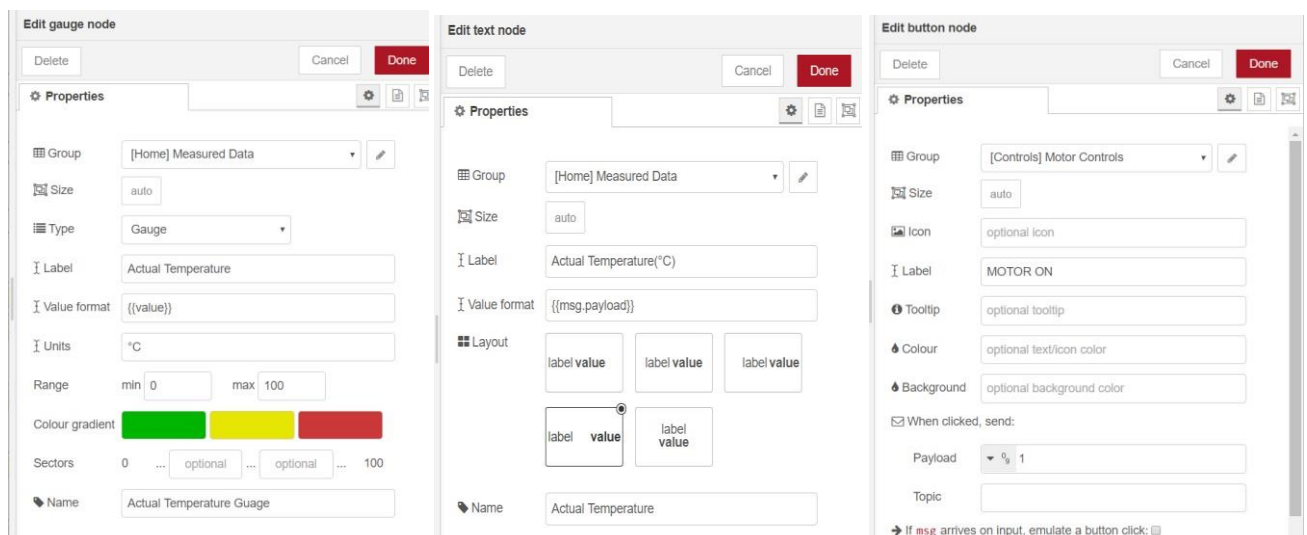 Edit gauge node
Delete Cancel Done
Properties
Group [Home] Measured Data
Size auto
Type Gauge
Label Actual Temperature
Value format {{value}}
Units °C
Range min 0 max 100
Colour gradient
Sectors 0 ... optional ... optional ... 100
Name Actual Temperature Guage
Edit text node
Delete Cancel Done
Properties
Group [Home] Measured Data
Size auto
Label Actual Temperature(°C)
Value format {{msg.payload}}
Layout
label value label value label value
label value label
value
Name Actual Temperature
Edit button node
Delete Cancel Done
Properties
Group [Controls] Motor Controls
Size auto
Icon optional icon
Label MOTOR ON
Tooltip optional tooltip
Colour optional text/icon color
Background optional background color
When clicked, send:
Payload 0 9 1
Topic
If msg arrives on input, emulate a button click: